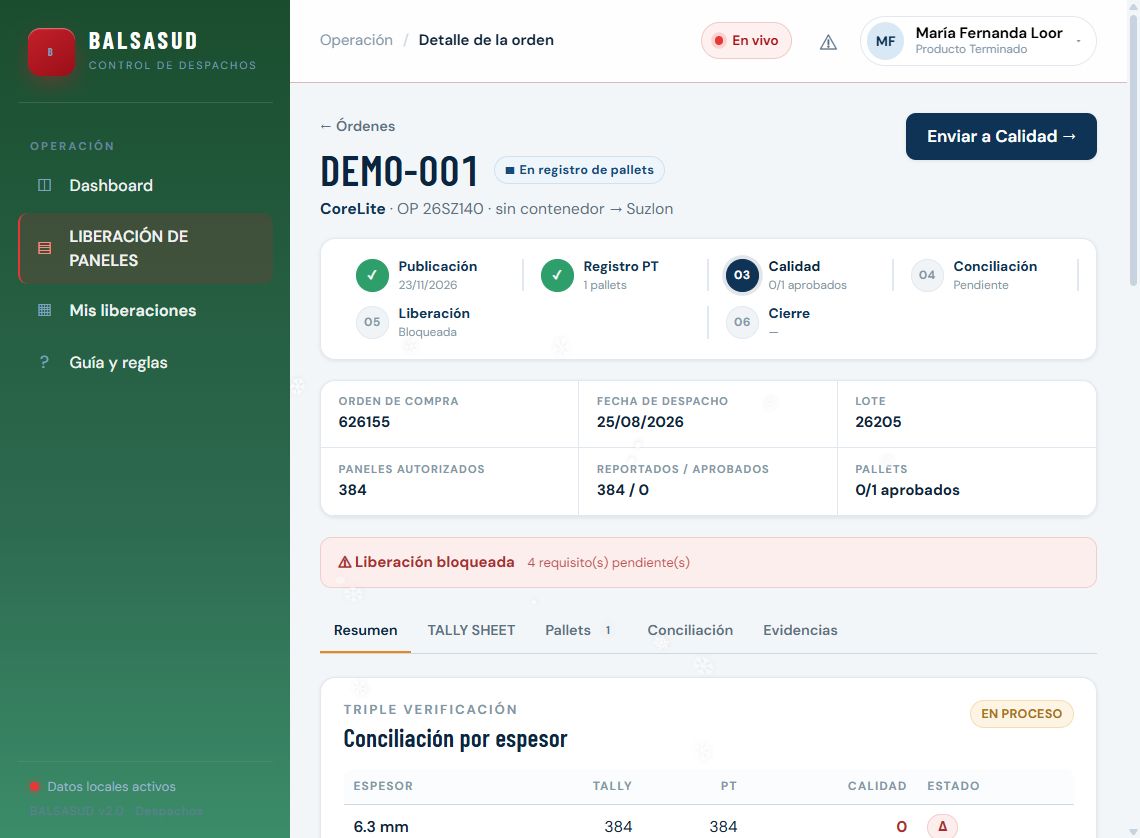 B
BALSASUD
CONTROL DE DESPACHOS
OPERACIÓN
Dashboard
LIBERACIÓN DE
PANELES
Mis liberaciones
? Guía y reglas
Datos locales activos
BALSASUD v2.0 · Despachos
Operación / Detalle de la orden
En vivo
MF
María Fernanda Loor
Producto Terminado
← Órdenes
Enviar a Calidad →
DEMO-001
En registro de pallets
CoreLite · OP 26SZ140 · sin contenedor → Suzlon
✓ Publicación
23/11/2026
✓ Registro PT
1 pallets
03 Calidad
0/1 aprobados
04 Conciliación
Pendiente
05 Liberación
Bloqueada
06 Cierre
—
ORDEN DE COMPRA
626155
FECHA DE DESPACHO
25/08/2026
LOTE
26205
PANELES AUTORIZADOS
384
REPORTADOS / APROBADOS
384 / 0
PALLETS
0/1 aprobados
⚠ Liberación bloqueada 4 requisito(s) pendiente(s)
Resumen TALLY SHEET Pallets 1 Conciliación Evidencias
TRIPLE VERIFICACIÓN
Conciliación por espesor
EN PROCESO
ESPESOR TALLY PT CALIDAD ESTADO
6.3 mm 384 384 0 Δ